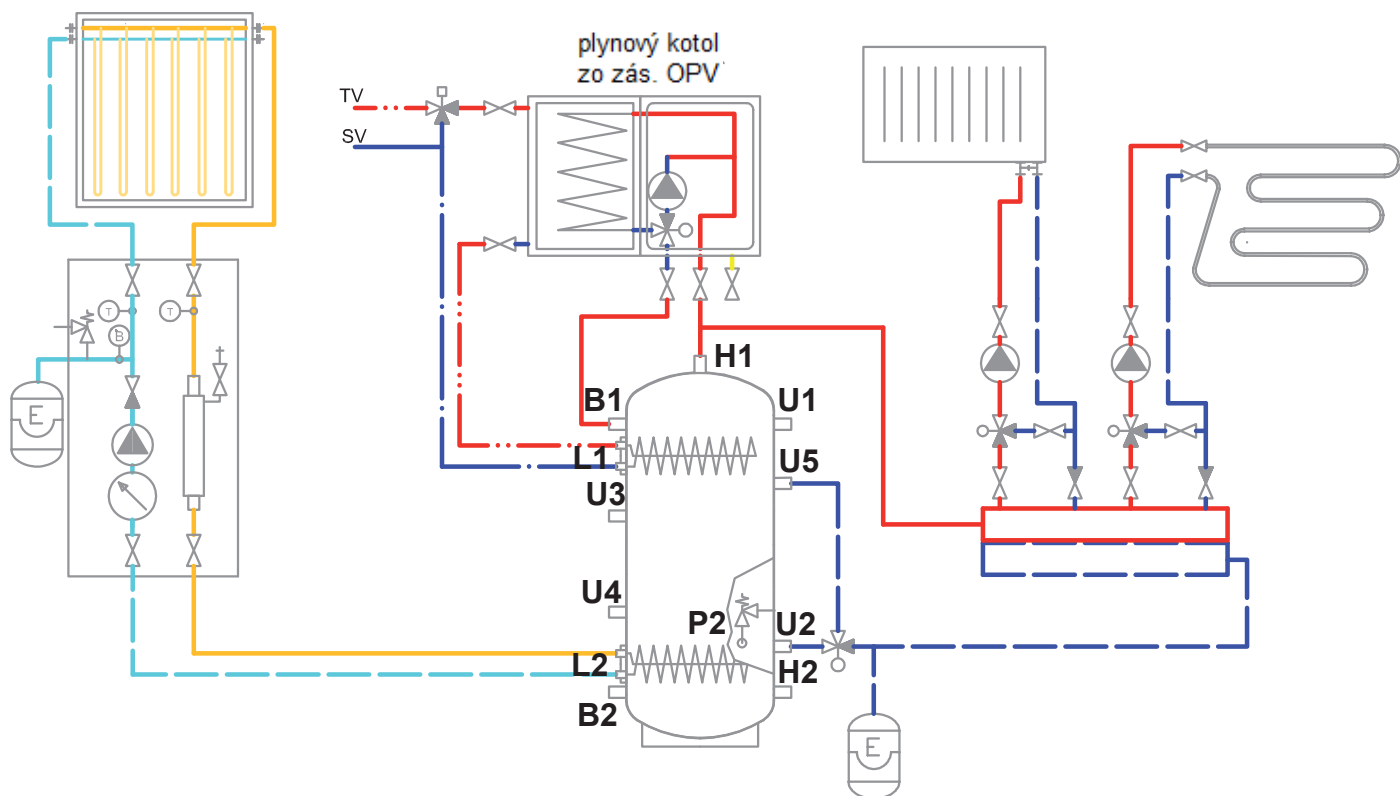 plynový kotol
zo zás. OPV
TV
SV
T
T
B
E
H1
B1
U1
L1
U5
U3
U4
P2
U2
L2
H2
B2
E